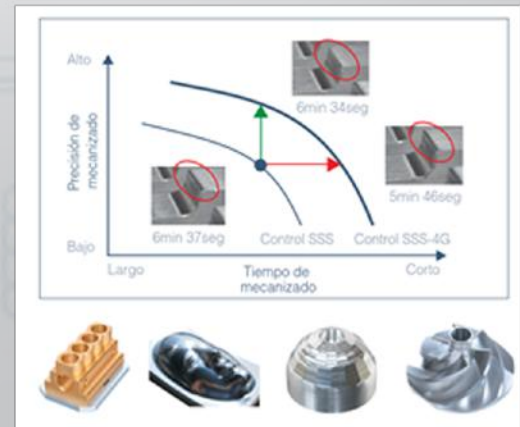 Alto
6min 34seg
Precisión de
mecanizado
5min 46seg
6min 37seg
Control SSS
Control SSS-4G
Bajo
Largo
Tiempo de
mecanizado
Corto